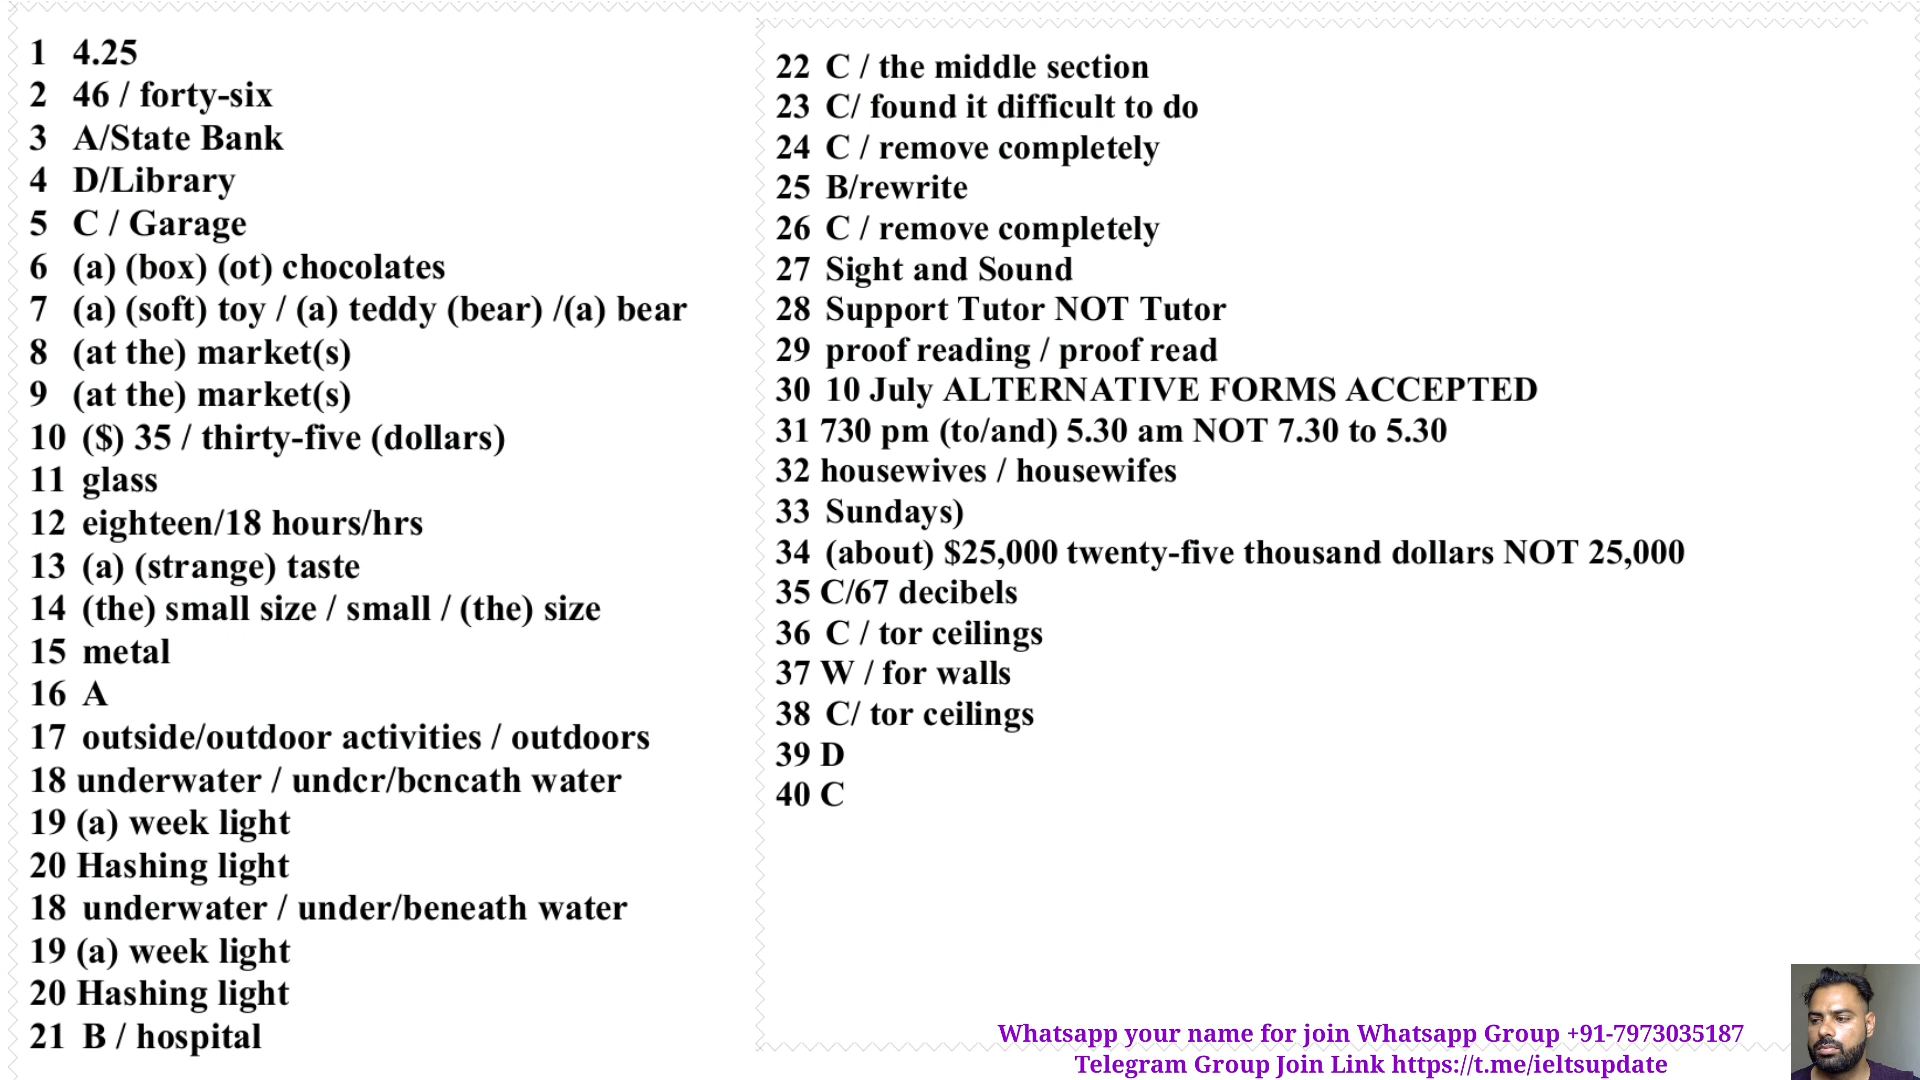 1 4.25
2 46 / forty-six
3 A/State Bank
4 D/Library
5 C / Garage
6 (a) (box) (ot) chocolates
7 (a) (soft) toy / (a) teddy (bear) /(a) bear
8 (at the) market(s)
9 (at the) market(s)
10 ($) 35 / thirty-five (dollars)
11 glass
12 eighteen/18 hours/hrs
13 (a) (strange) taste
14 (the) small size / small / (the) size
15 metal
16 A
17 outside/outdoor activities / outdoors
18 underwater / undcr/bcncath water
19 (a) week light
20 Hashing light
18 underwater / under/beneath water
19 (a) week light
20 Hashing light
21 B / hospital
22 C / the middle section
23 C/ found it difficult to do
24 C / remove completely
25 B/rewrite
26 C / remove completely
27 Sight and Sound
28 Support Tutor NOT Tutor
29 proof reading / proof read
30 10 July ALTERNATIVE FORMS ACCEPTED
31 730 pm (to/and) 5.30 am NOT 7.30 to 5.30
32 housewives / housewifes
33 Sundays)
34 (about) $25,000 twenty-five thousand dollars NOT 25,000
35 C/67 decibels
36 C / tor ceilings
37 W / for walls
38 C/ tor ceilings
39 D
40 C
Whatsapp your name for join Whatsapp Group +91-7973035187
Telegram Group Join Link https://t.me/ieltsupdate